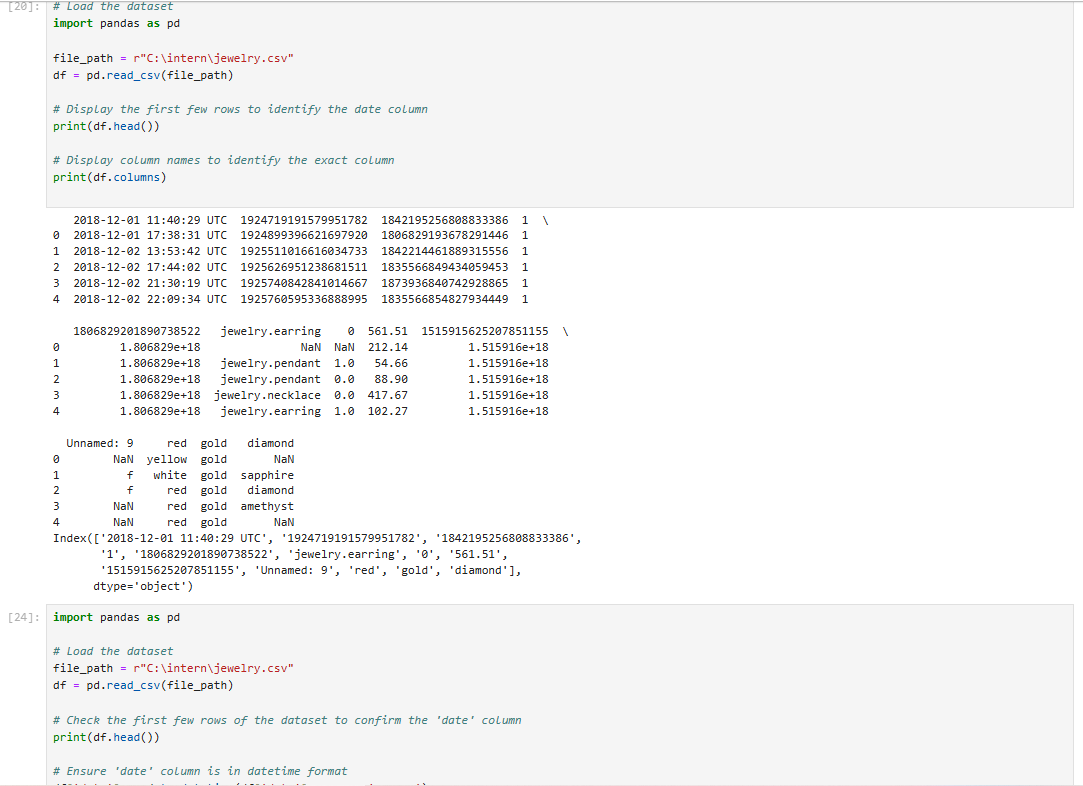 [20]: # Load the dataset
import pandas as pd
file_path = r"C:\intern\jewelry.csv"
df = pd.read_csv(file_path)
# Display the first few rows to identify the date column
print(df.head())
# Display column names to identify the exact column
print(df.columns)
2018-12-01 11:40:29 UTC 1924719191579951782 1842195256808833386 1 \
0 2018-12-01 17:38:31 UTC 1924899396621697920 1806829193678291446 1
1 2018-12-02 13:53:42 UTC 1925511016616034733 1842214461889315556 1
2 2018-12-02 17:44:02 UTC 1925626951238681511 1835566849434059453 1
3 2018-12-02 21:30:19 UTC 1925740842841014667 1873936840742928865 1
4 2018-12-02 22:09:34 UTC 1925760595336888995 1835566854827934449 1
1806829201890738522 jewelry.earring 0 561.51 1515915625207851155 \
0 1.806829e+18 NaN NaN 212.14 1.515916e+18
1 1.806829e+18 jewelry.pendant 1.0 54.66 1.515916e+18
2 1.806829e+18 jewelry.pendant 0.0 88.90 1.515916e+18
3 1.806829e+18 jewelry.necklace 0.0 417.67 1.515916e+18
4 1.806829e+18 jewelry.earring 1.0 102.27 1.515916e+18
Unnamed: 9 red gold diamond
0 NaN yellow gold NaN
1 f white gold sapphire
2 f red gold diamond
3 NaN red gold amethyst
4 NaN red gold NaN
Index(['2018-12-01 11:40:29 UTC', '1924719191579951782', '1842195256808833386',
'1', '1806829201890738522', 'jewelry.earring', '0', '561.51',
'1515915625207851155', 'Unnamed: 9', 'red', 'gold', 'diamond'],
dtype='object')
[24]: import pandas as pd
# Load the dataset
file_path = r"C:\intern\jewelry.csv"
df = pd.read_csv(file_path)
# Check the first few rows of the dataset to confirm the 'date' column
print(df.head())
# Ensure 'date' column is in datetime format